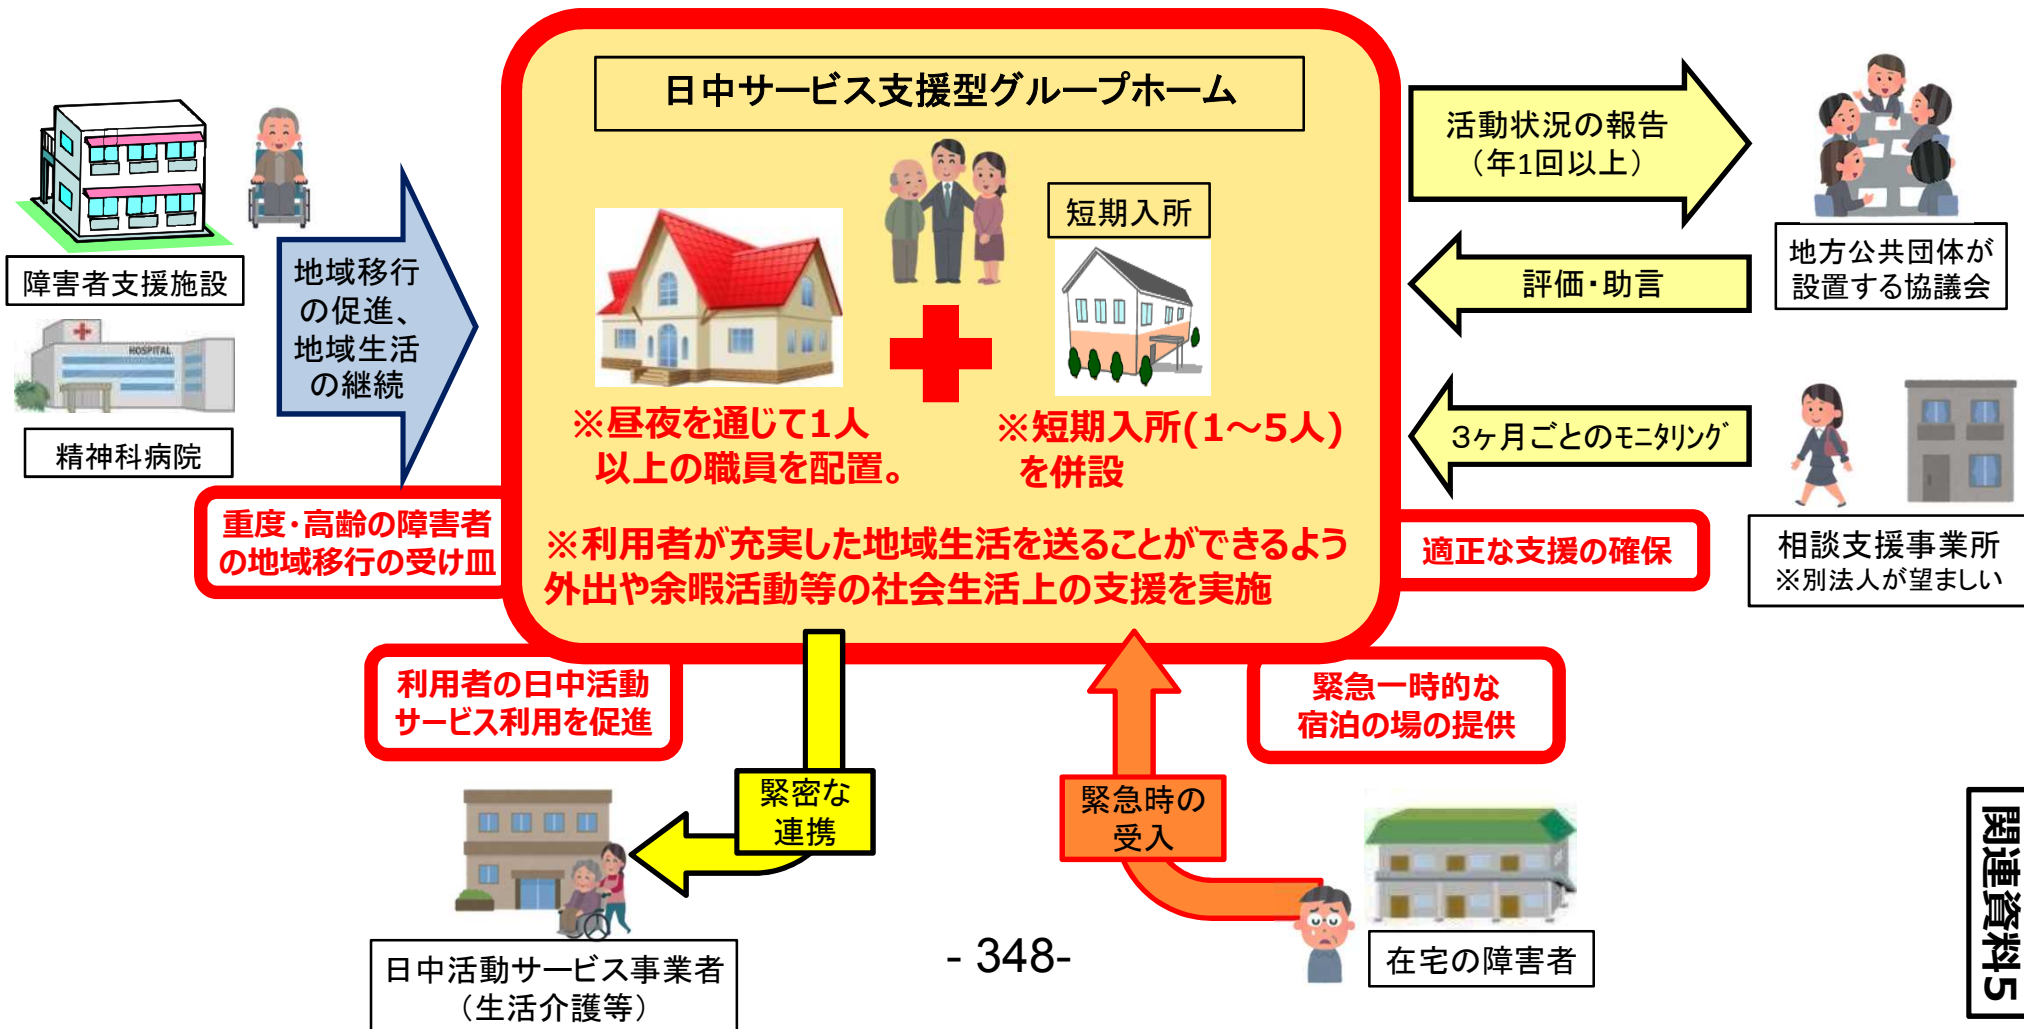 日中サービス支援型グループホーム
短期入所
※昼夜を通じて1人
以上の職員を配置。
※短期入所(1～5人)
を併設
※利用者が充実した地域生活を送ることができるよう
外出や余暇活動等の社会生活上の支援を実施
障害者支援施設
HOSPITAL
精神科病院
地域移行
の促進、
地域生活
の継続
重度・高齢の障害者
の地域移行の受け皿
活動状況の報告
（年1回以上）
評価・助言
地方公共団体が
設置する協議会
3ヶ月ごとのﾓﾆﾀﾘﾝｸﾞ
相談支援事業所
※別法人が望ましい
適正な支援の確保
利用者の日中活動
サービス利用を促進
緊密な
連携
日中活動サービス事業者
（生活介護等）
緊急一時的な
宿泊の場の提供
緊急時の
受入
在宅の障害者
- 348-
関連資料5